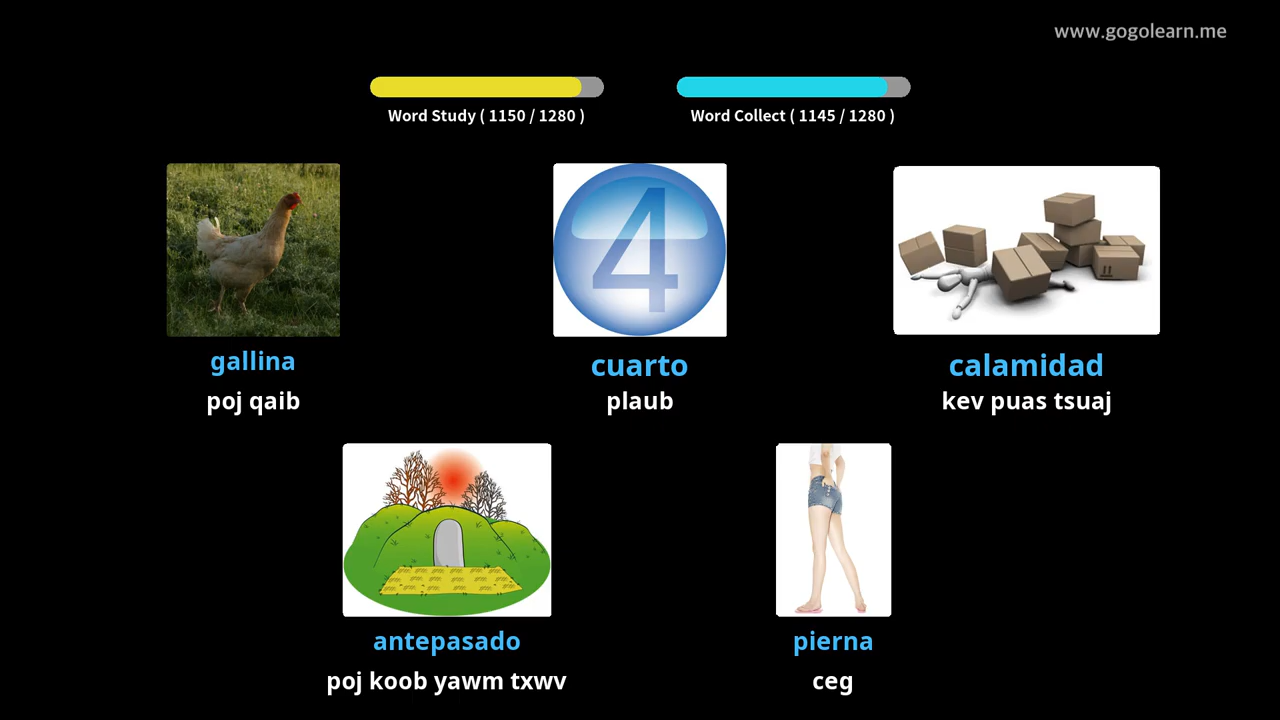 www.gogolearn.me
Word Study ( 1150 / 1280 )
Word Collect ( 1145 / 1280 )
4
gallina
cuarto
calamidad
poj qaib
plaub
kev puas tsuaj
antepasado
pierna
poj koob yawm txwv
ceg